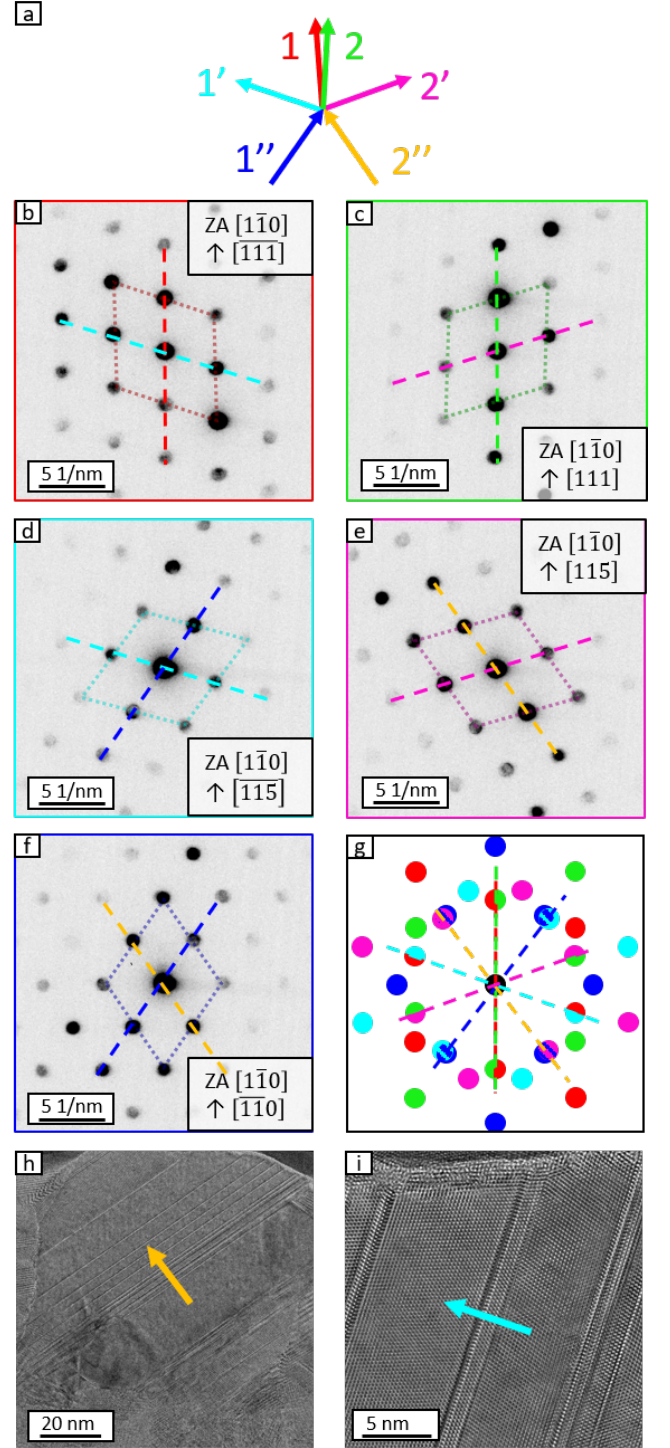 a
1
2
1'
2'
1''
2''
b
ZA [11̅0]
↑ [1̅1̅1̅]
5 1/nm
c
ZA [11̅0]
↑ [111]
5 1/nm
d
ZA [11̅0]
↑ [1̅1̅5̅]
5 1/nm
e
ZA [11̅0]
↑ [115]
5 1/nm
f
ZA [11̅0]
↑ [1̅1̅0]
5 1/nm
g
h
20 nm
i
5 nm